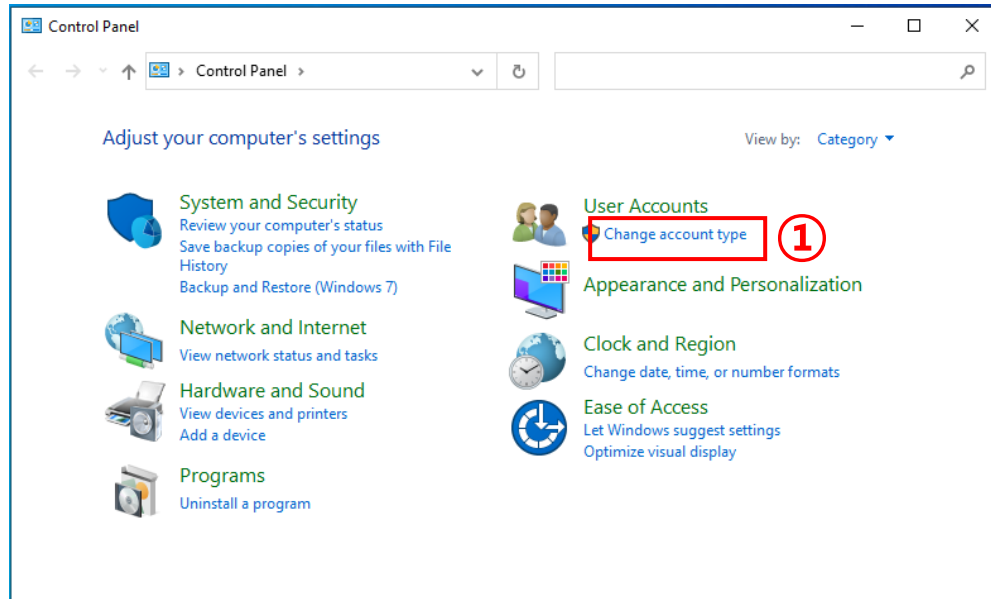 Control Panel
Control Panel
Adjust your computer's settings
View by: Category
System and Security
Review your computer's status
Save backup copies of your files with File
History
Backup and Restore (Windows 7)
Network and Internet
View network status and tasks
Hardware and Sound
View devices and printers
Add a device
Programs
Uninstall a program
User Accounts
Change account type
①
Appearance and Personalization
Clock and Region
Change date, time, or number formats
Ease of Access
Let Windows suggest settings
Optimize visual display